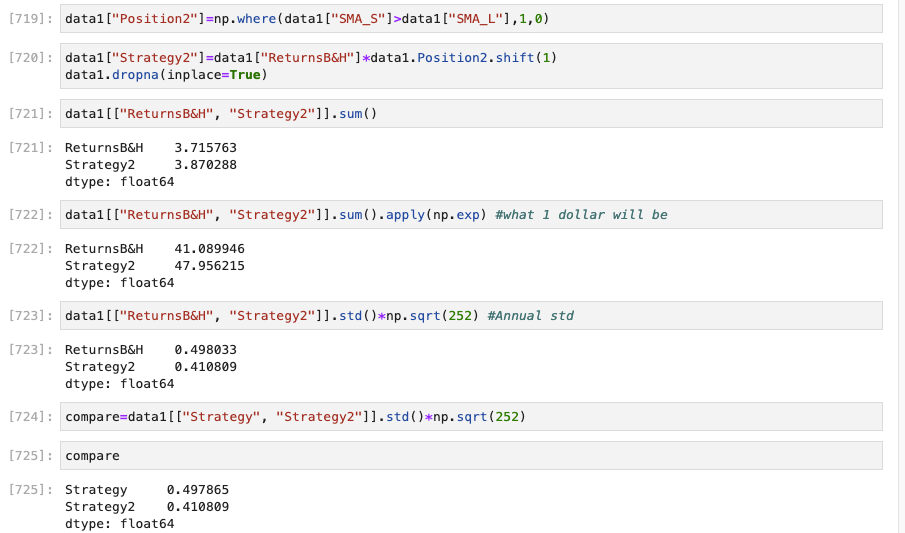 [719]: data1["Position2"]=np.where(data1["SMA_S"]>data1["SMA_L"],1,0)
[720]: data1["Strategy2"]=data1["ReturnsB&H"]*data1.Position2.shift(1)
data1.dropna(inplace=True)
[721]: data1[["ReturnsB&H", "Strategy2"]].sum()
[721]: ReturnsB&H    3.715763
Strategy2     3.870288
dtype: float64
[722]: data1[["ReturnsB&H", "Strategy2"]].sum().apply(np.exp) #what 1 dollar will be
[722]: ReturnsB&H    41.089946
Strategy2     47.956215
dtype: float64
[723]: data1[["ReturnsB&H", "Strategy2"]].std()*np.sqrt(252) #Annual std
[723]: ReturnsB&H    0.498033
Strategy2     0.410809
dtype: float64
[724]: compare=data1[["Strategy", "Strategy2"]].std()*np.sqrt(252)
[725]: compare
[725]: Strategy     0.497865
Strategy2    0.410809
dtype: float64